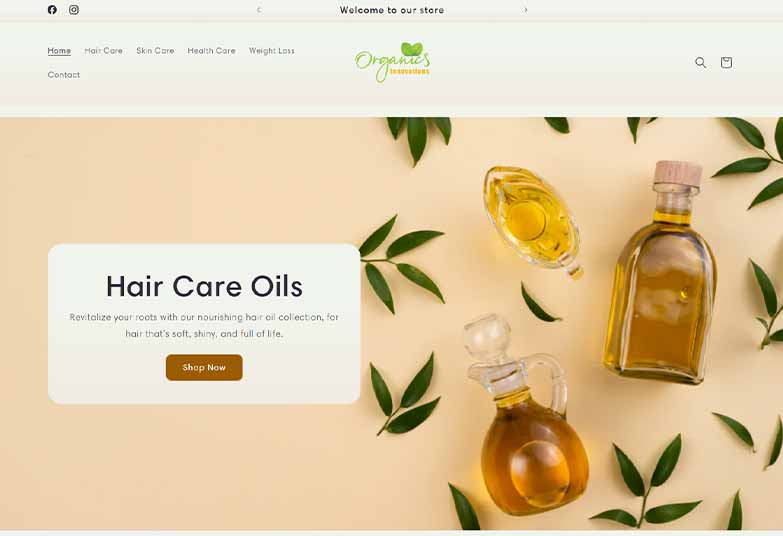 Welcome to our store
Home Hair Care Skin Care Health Care Weight Loss
Contact
Organics
Innovations
Hair Care Oils
Revitalize your roots with our nourishing hair oil collection, for
hair that's soft, shiny, and full of life.
Shop Now